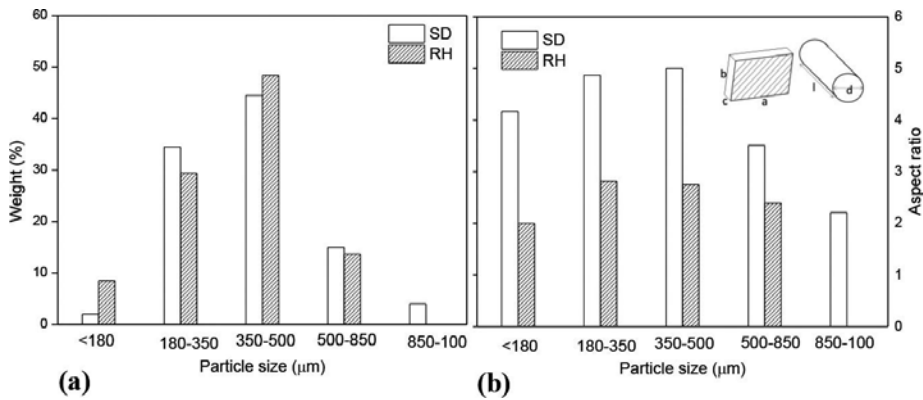 60
50
40
30
20
10
0
Weight (%)
SD
RH
<180
180-350
350-500
500-850
850-100
Particle size (μm)
(a)
6
5
4
3
2
1
0
Aspect ratio
SD
RH
b
c
a
l
d
<180
180-350
350-500
500-850
850-100
Particle size (μm)
(b)